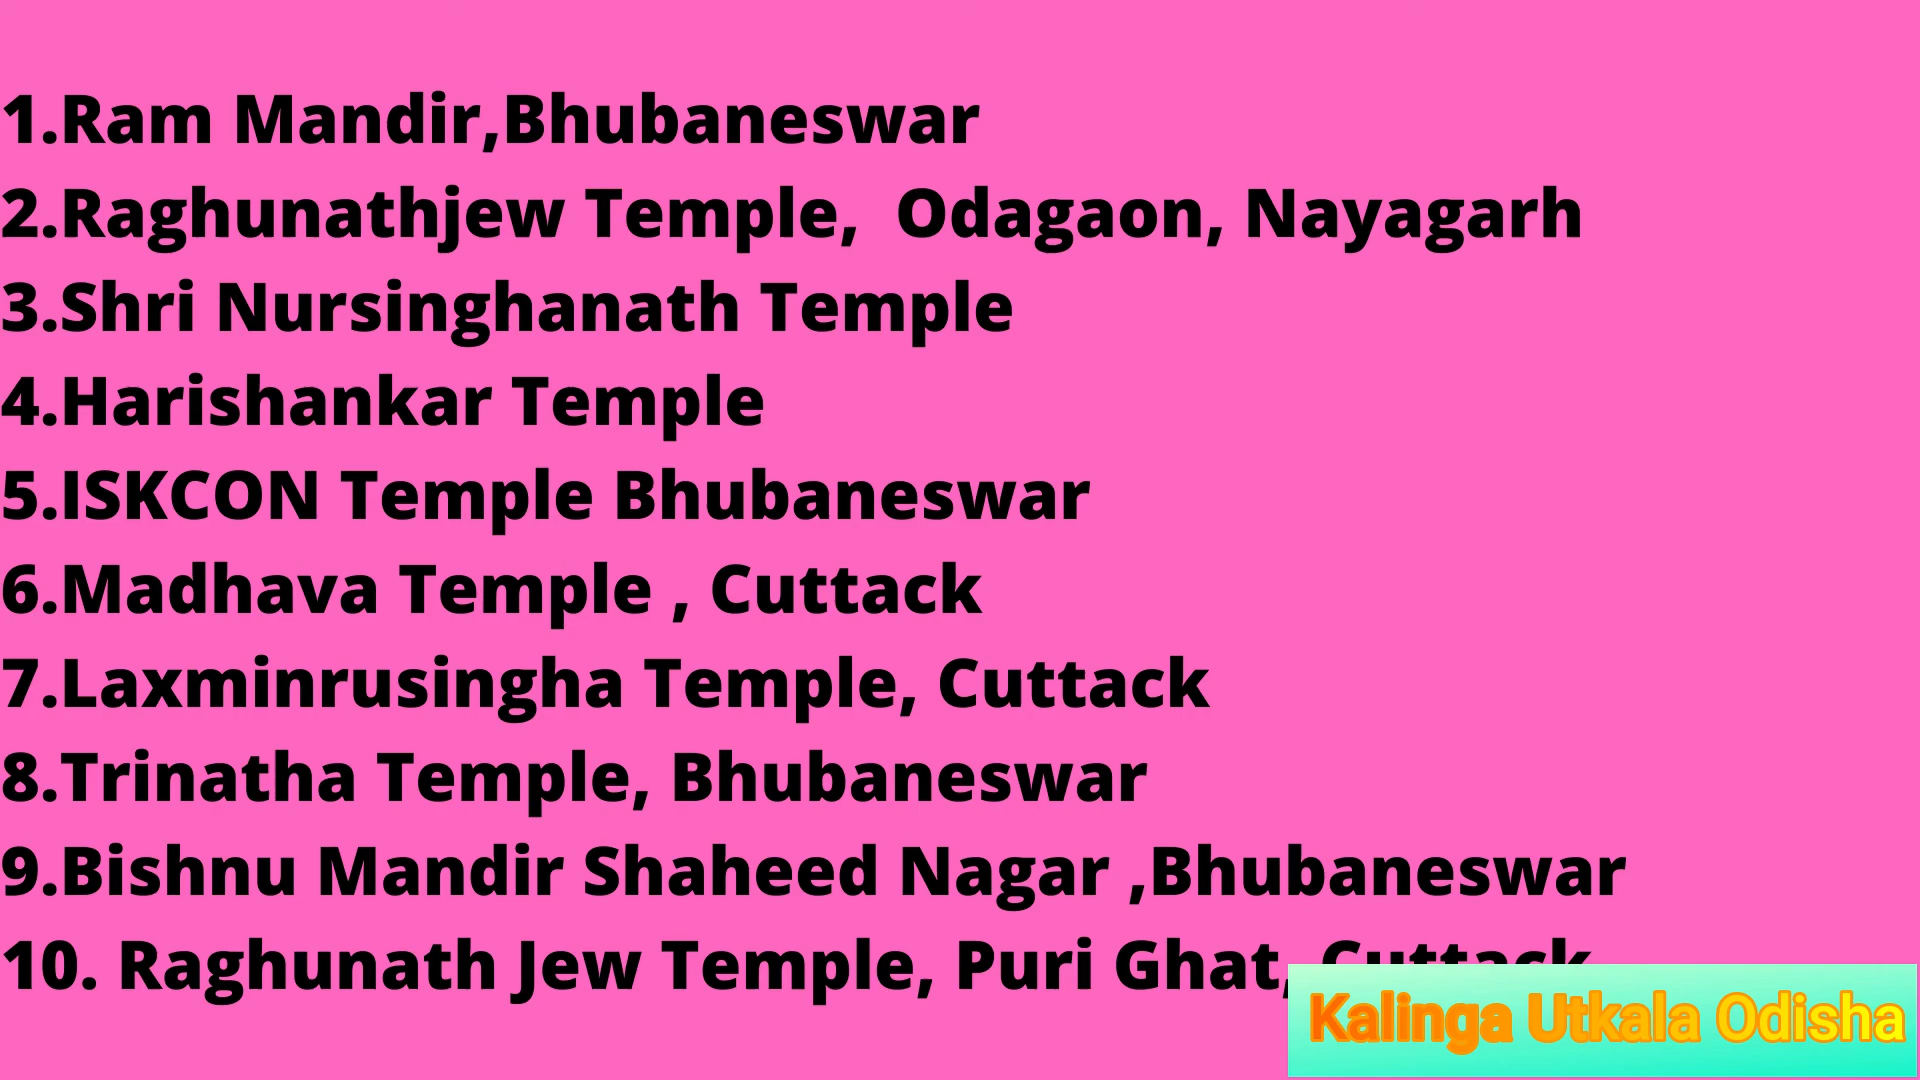 1.Ram Mandir,Bhubaneswar
2.Raghunathjew Temple,  Odagaon, Nayagarh
3.Shri Nursinghanath Temple
4.Harishankar Temple
5.ISKCON Temple Bhubaneswar
6.Madhava Temple , Cuttack
7.Laxminrusingha Temple, Cuttack
8.Trinatha Temple, Bhubaneswar
9.Bishnu Mandir Shaheed Nagar ,Bhubaneswar
10. Raghunath Jew Temple, Puri Ghat, Cuttack
Kalinga Utkala Odisha